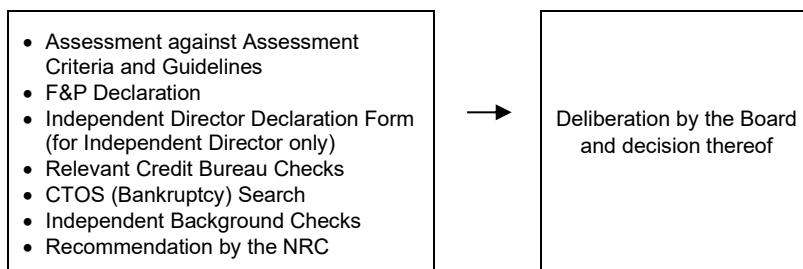 • Assessment against Assessment
Criteria and Guidelines
• F&P Declaration
• Independent Director Declaration Form
(for Independent Director only)
• Relevant Credit Bureau Checks
• CTOS (Bankruptcy) Search
• Independent Background Checks
• Recommendation by the NRC
Deliberation by the Board
and decision thereof